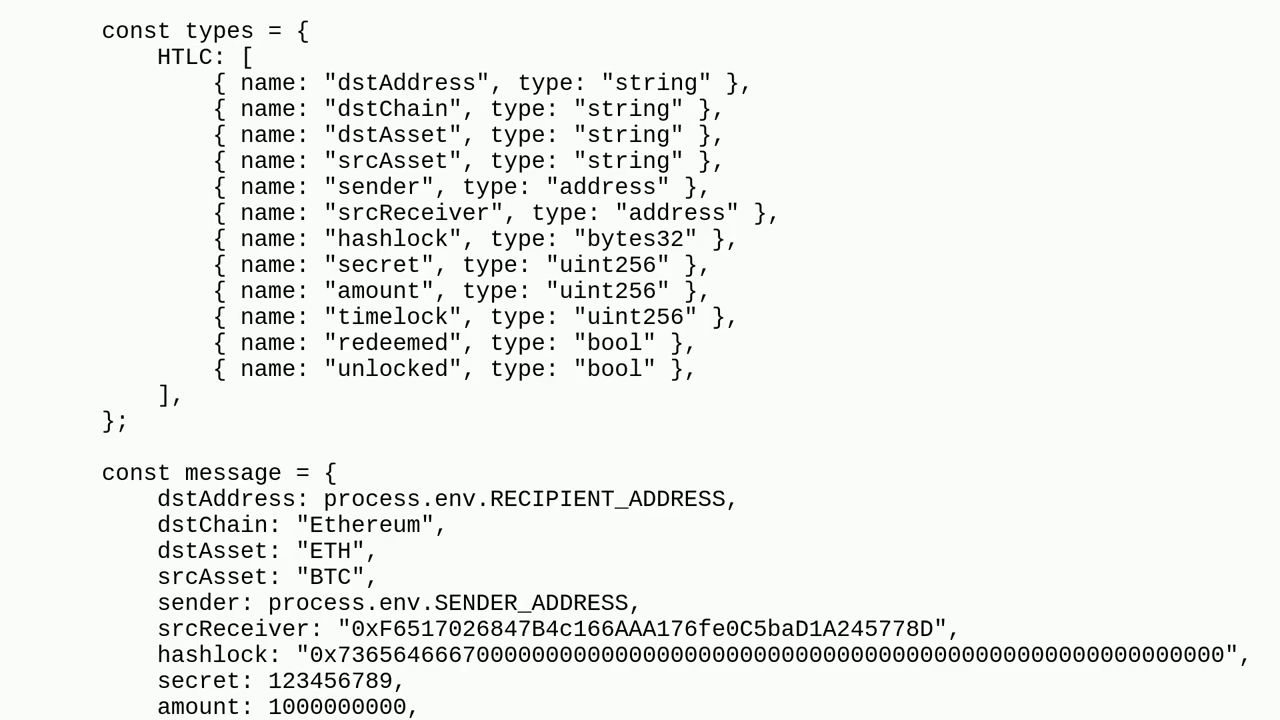 const types = {
HTLC: [
{ name: "dstAddress", type: "string" },
{ name: "dstChain", type: "string" },
{ name: "dstAsset", type: "string" },
{ name: "srcAsset", type: "string" },
{ name: "sender", type: "address" },
{ name: "srcReceiver", type: "address" },
{ name: "hashlock", type: "bytes32" },
{ name: "secret", type: "uint256" },
{ name: "amount", type: "uint256" },
{ name: "timelock", type: "uint256" },
{ name: "redeemed", type: "bool" },
{ name: "unlocked", type: "bool" },
],
};
const message = {
dstAddress: process.env.RECIPIENT_ADDRESS,
dstChain: "Ethereum",
dstAsset: "ETH",
srcAsset: "BTC",
sender: process.env.SENDER_ADDRESS,
srcReceiver: "0xF6517026847B4c166AAA176fe0C5baD1A245778D",
hashlock: "0x7365646667000000000000000000000000000000000000000000000000000000",
secret: 123456789,
amount: 1000000000,